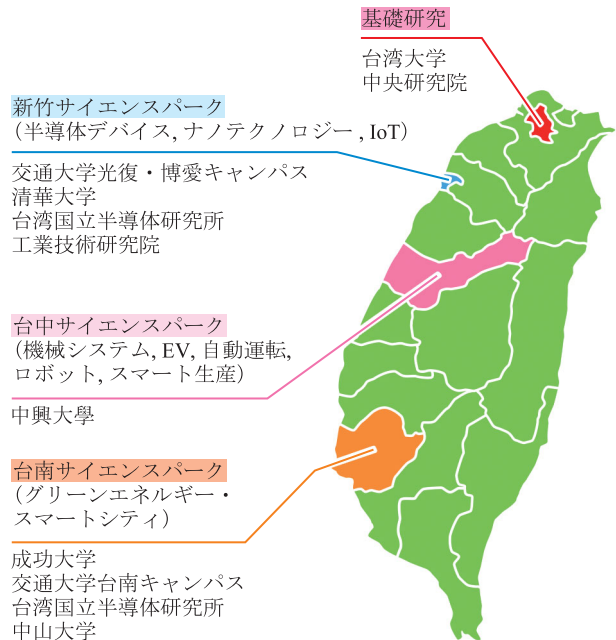 基礎研究
台湾大学
中央研究院
新竹サイエンスパーク
（半導体デバイス, ナノテクノロジー , IoT）
交通大学光復・博愛キャンパス
清華大学
台湾国立半導体研究所
工業技術研究院
台中サイエンスパーク
（機械システム, EV, 自動運転,
ロボット, スマート生産）
中興大學
台南サイエンスパーク
（グリーンエネルギー・
スマートシティ）
成功大学
交通大学台南キャンパス
台湾国立半導体研究所
中山大学